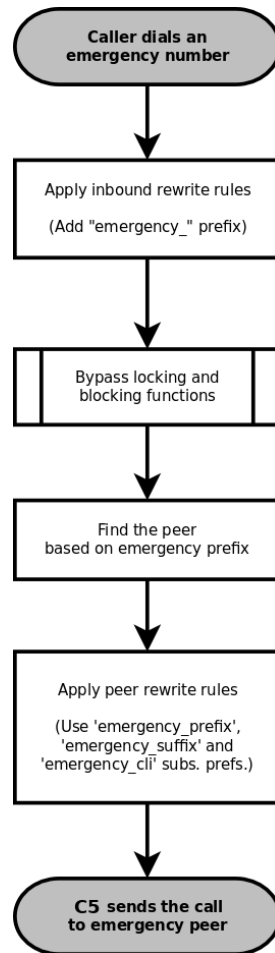 Caller dials an
emergency number
Apply inbound rewrite rules
(Add "emergency_" prefix)
Bypass locking and
blocking functions
Find the peer
based on emergency prefix
Apply peer rewrite rules
(Use 'emergency_prefix',
'emergency_suffix' and
'emergency_cli' subs. prefs.)
C5 sends the call
to emergency peer